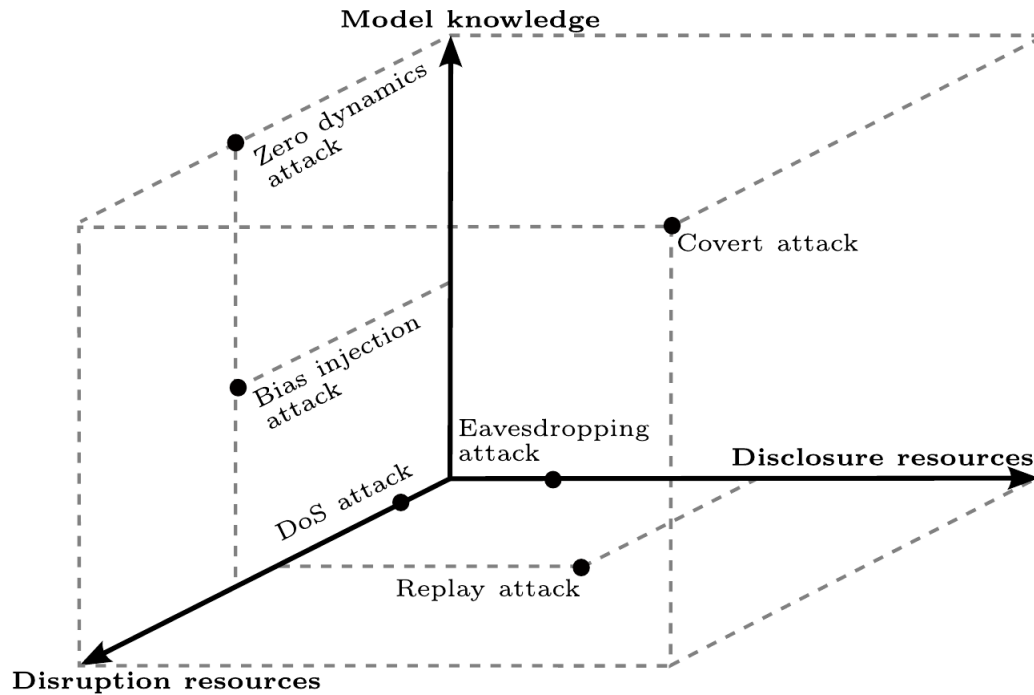 Model knowledge
Zero dynamics
attack
Covert attack
Bias injection
attack
Eavesdropping
attack
Disclosure resources
DoS attack
Replay attack
Disruption resources